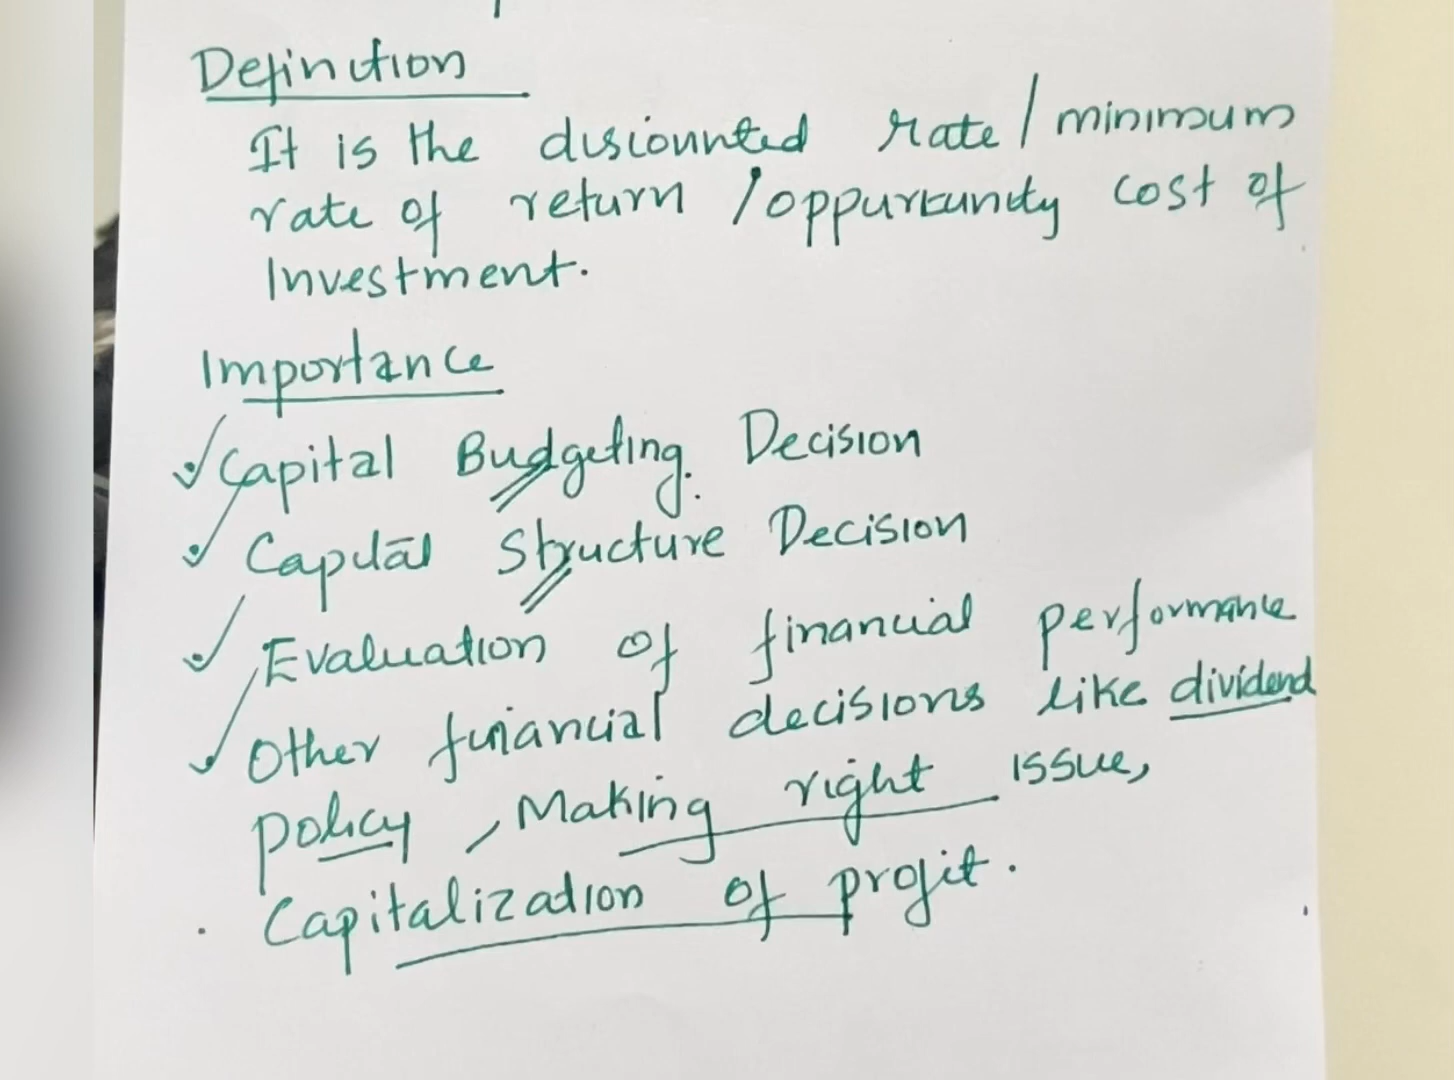 Definition
It is the discounted rate / minimum
rate of return / oppurtunity cost of
Investment.
Importance
Capital Budgeting Decision
Capital Structure Decision
Evaluation of financial performance
Other financial decisions like dividend
policy, Making right issue,
Capitalization of profit.